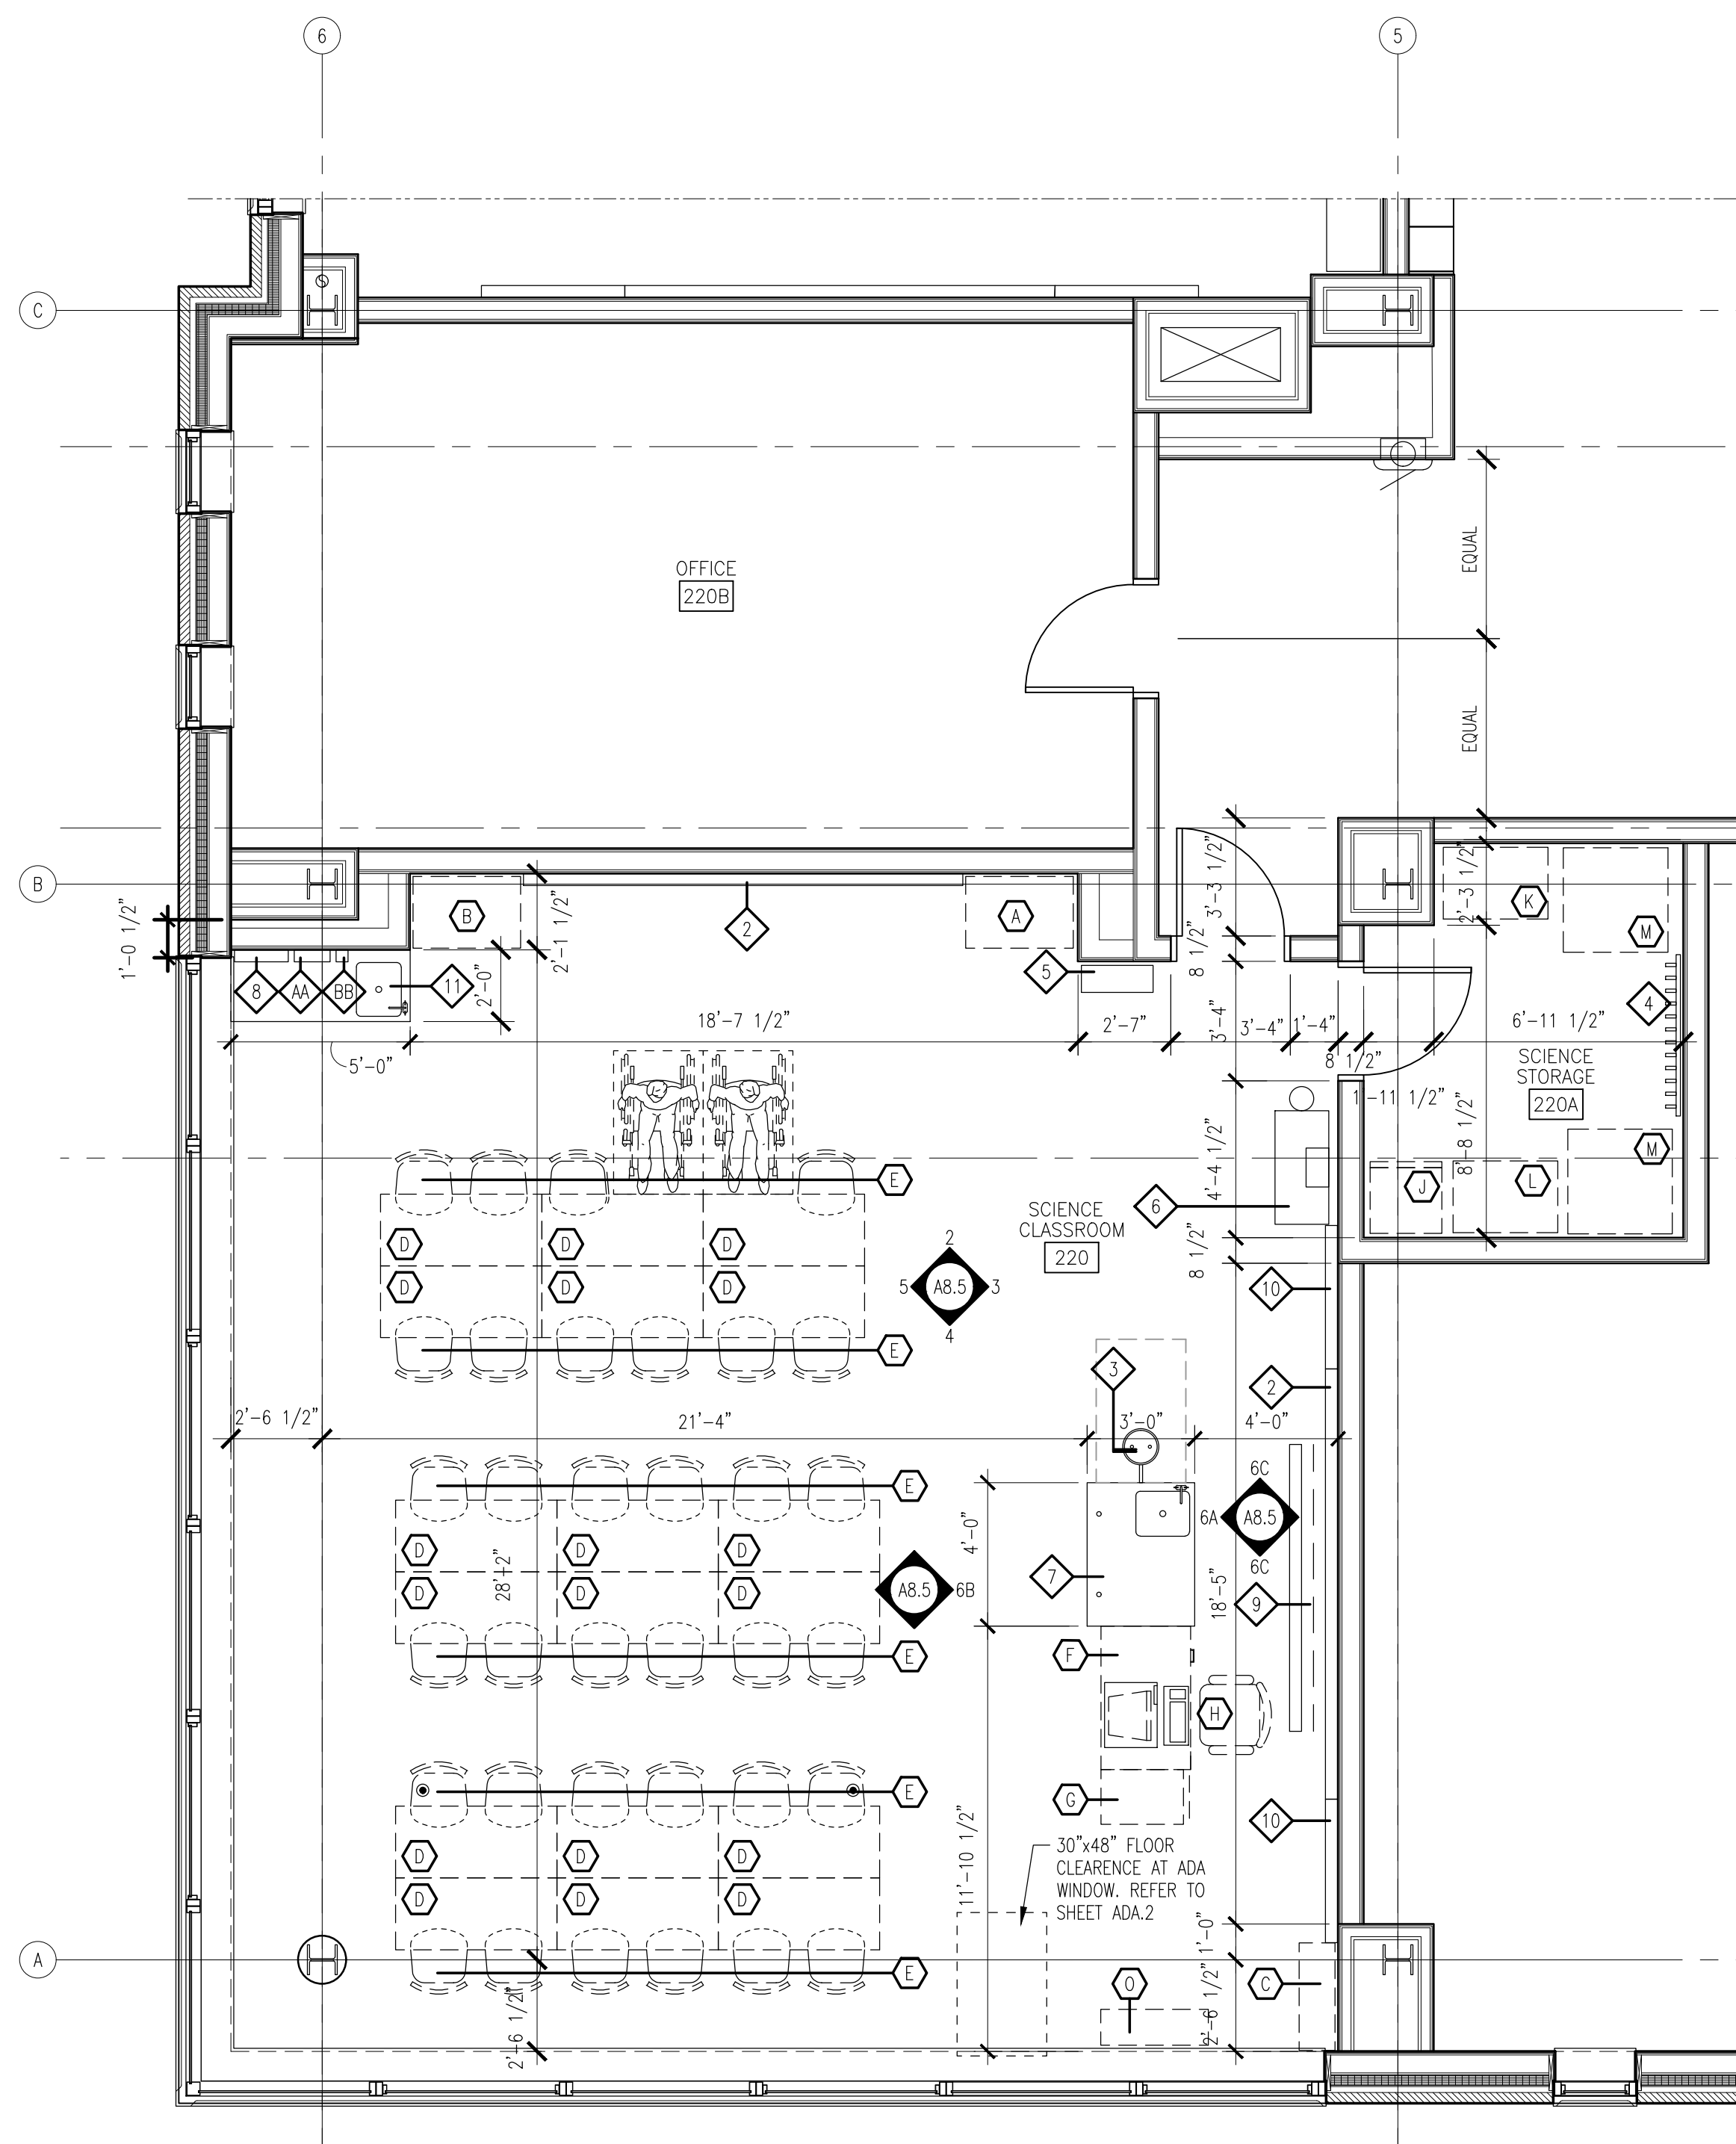 6
5
C
EQUAL
OFFICE
220B
EQUAL
B
1'-0 1/2"
B
2
2'-1 1/2"
A
3'-3 1/2"
2'-3 1/2"
K
M
8
AA
BB
11
2'-0"
5
8 1/2"
4
18'-7 1/2"
2'-7"
3'-4"
3'-4"
1'-4"
6'-11 1/2"
5'-0"
8 1/2"
SCIENCE
STORAGE
220A
1'-11 1/2"
8'-8 1/2"
M
4'-4 1/2"
E
J
L
6
SCIENCE
CLASSROOM
220
D
D
D
2
8 1/2"
D
D
D
5
A8.5
3
10
4
E
3
2
2'-6 1/2"
21'-4"
3'-0"
4'-0"
E
6C
6A
A8.5
6C
4'-0"
D
D
D
28'-2"
7
D
D
D
A8.5
6B
18'-5"
9
E
F
H
E
G
10
11'-10 1/2"
30"x48" FLOOR
CLEARENCE AT ADA
WINDOW. REFER TO
SHEET ADA.2
D
D
D
D
D
D
1'-0"
A
E
O
C
2'-6 1/2"
2'-6 1/2"